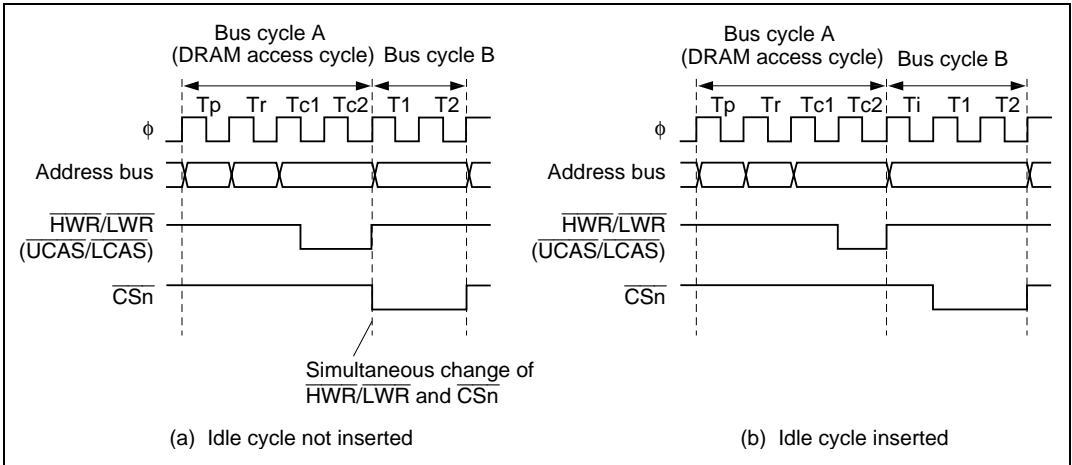 Bus cycle A
(DRAM access cycle) Bus cycle B
Tp Tr Tc1 Tc2 T1 T2
ϕ
Address bus
HWR/LWR
(UCAS/LCAS)
CSn
Simultaneous change of
HWR/LWR and CSn
(a) Idle cycle not inserted
Bus cycle A
(DRAM access cycle) Bus cycle B
Tp Tr Tc1 Tc2 Ti T1 T2
ϕ
Address bus
HWR/LWR
(UCAS/LCAS)
CSn
(b) Idle cycle inserted